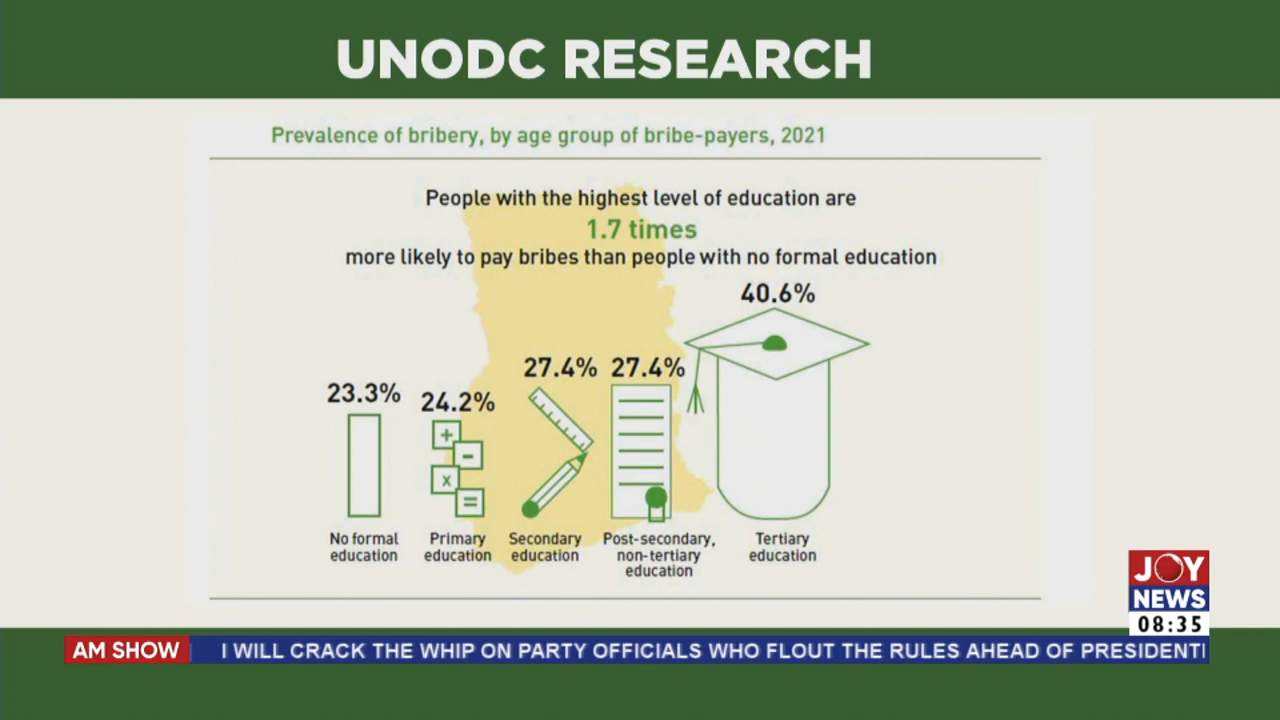 UNODC RESEARCH
Prevalence of bribery, by age group of bribe-payers, 2021
People with the highest level of education are
1.7 times
more likely to pay bribes than people with no formal education
40.6%
27.4% 27.4%
23.3% 24.2%
+
-
x
=
No formal education
Primary education
Secondary education
Post-secondary, non-tertiary education
Tertiary education
JOY
NEWS
08:35
AM SHOW I WILL CRACK THE WHIP ON PARTY OFFICIALS WHO FLOUT THE RULES AHEAD OF PRESIDENTI